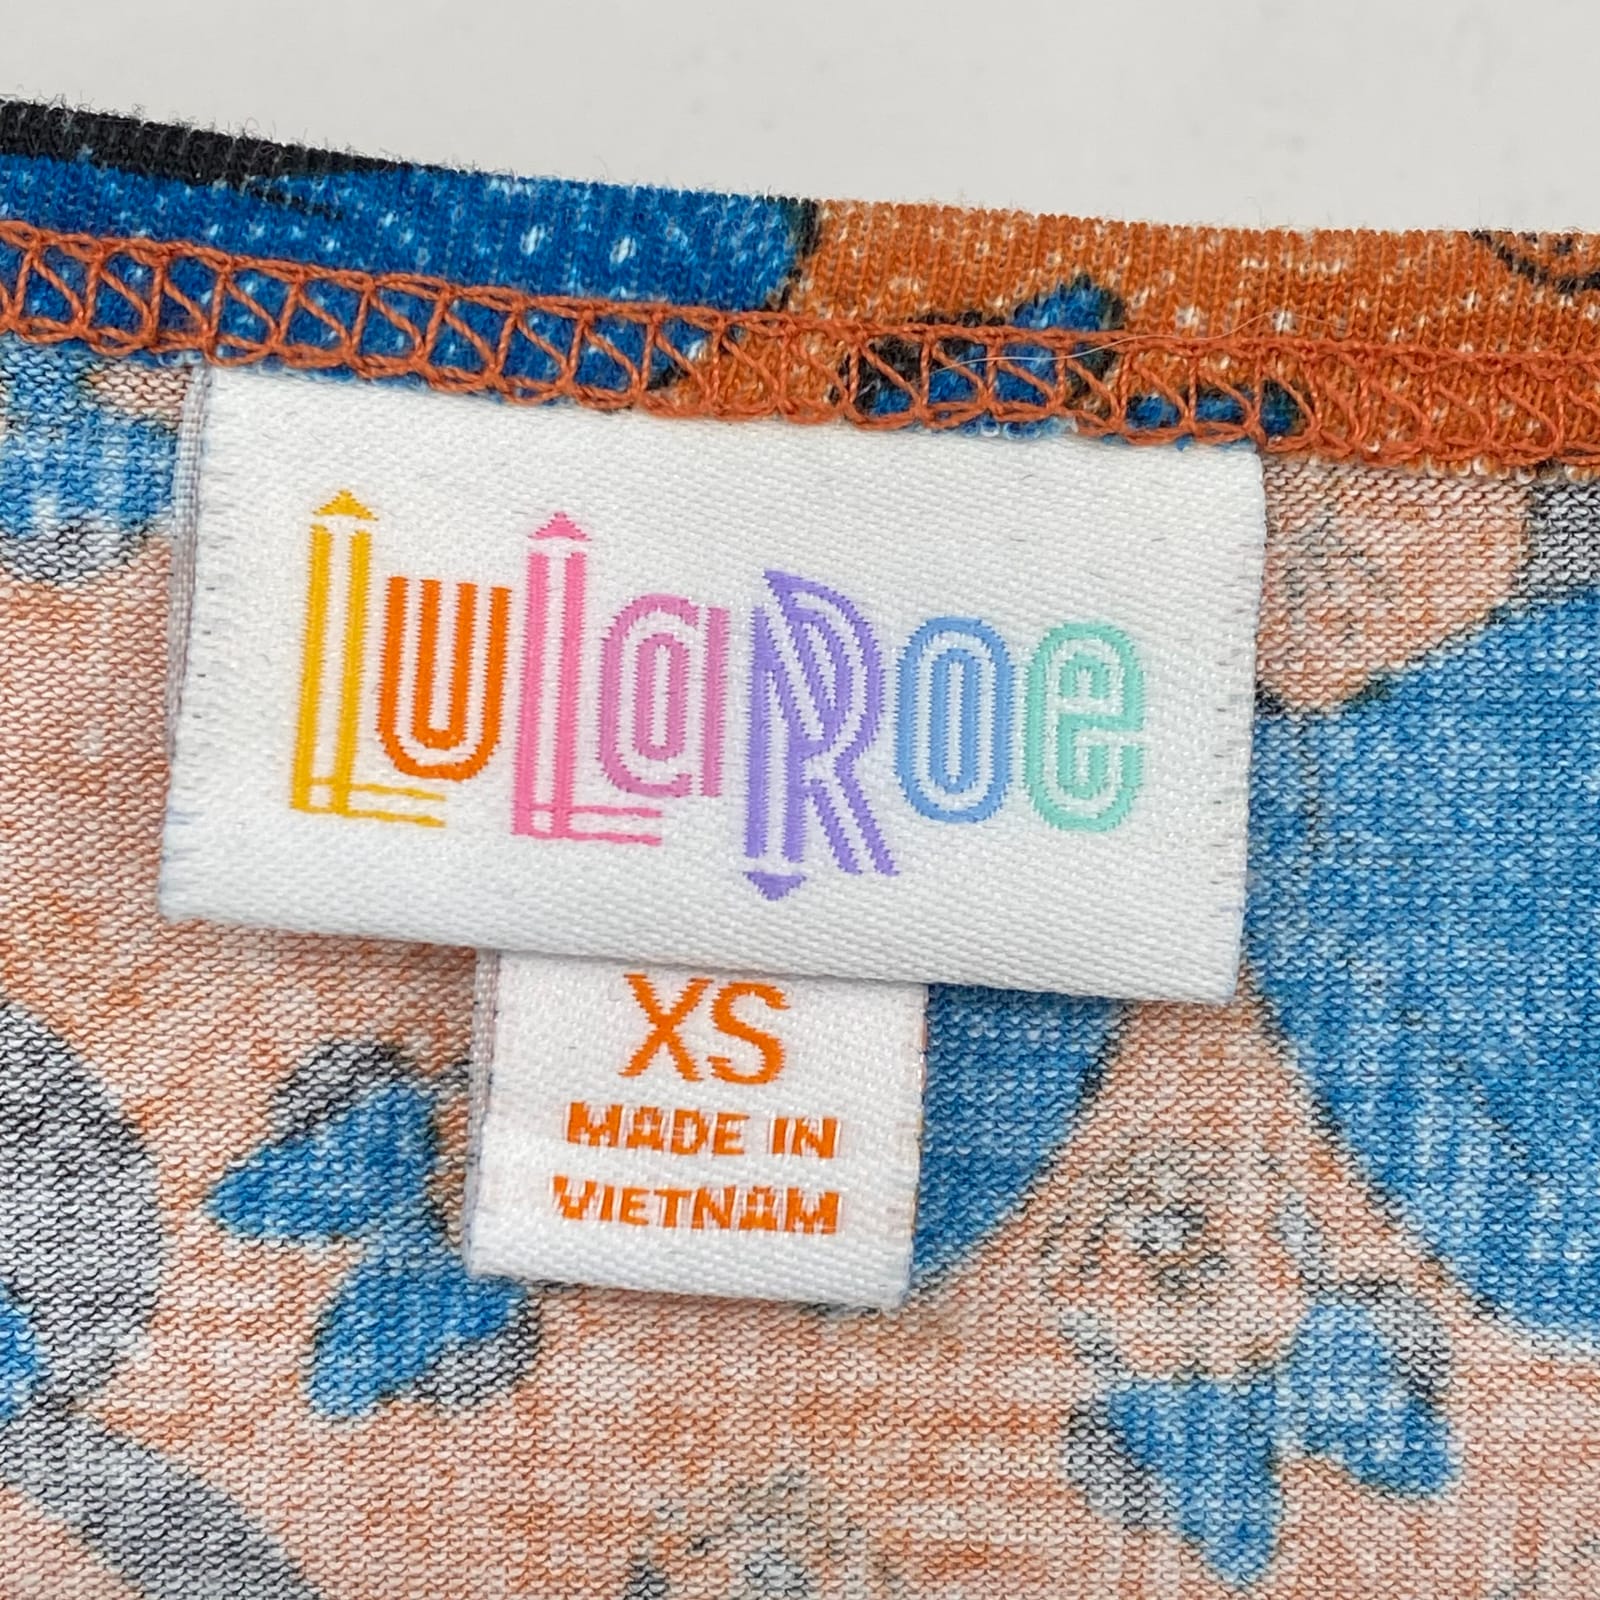 LuLaRoe
XS
MADE IN
VIETNAM